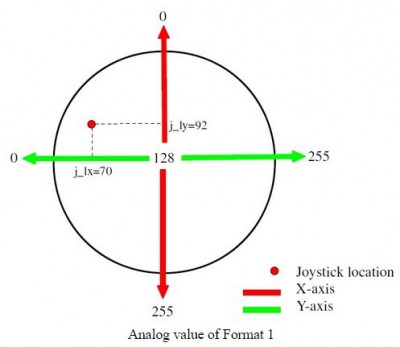 0
j_ly=92
0
128
255
j_lx=70
255
Joystick location
X-axis
Y-axis
Analog value of Format 1